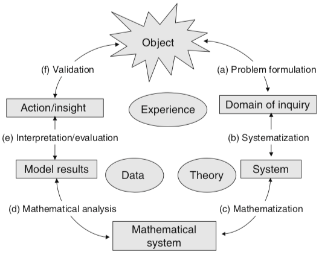 Object
(f) Validation
(a) Problem formulation
Action/insight
Experience
Domain of inquiry
(e) Interpretation/evaluation
(b) Systematization
Model results
Data
Theory
System
(d) Mathematical analysis
(c) Mathematization
Mathematical
system